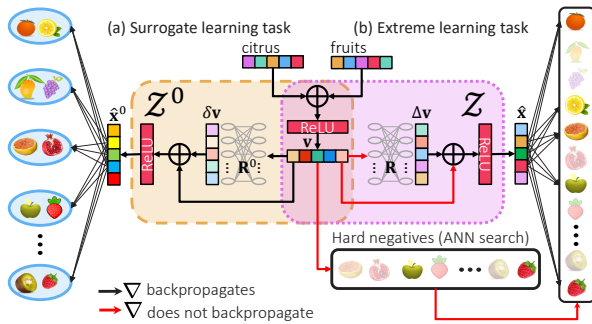 (a) Surrogate learning task
(b) Extreme learning task
citrus
fruits
𝒵⁰
𝒵
x̂⁰
δv
ReLU
Δv
x̂
v
ReLU
R⁰:
R
ReLU
Hard negatives (ANN search)
▽ backpropagates
▽ does not backpropagate